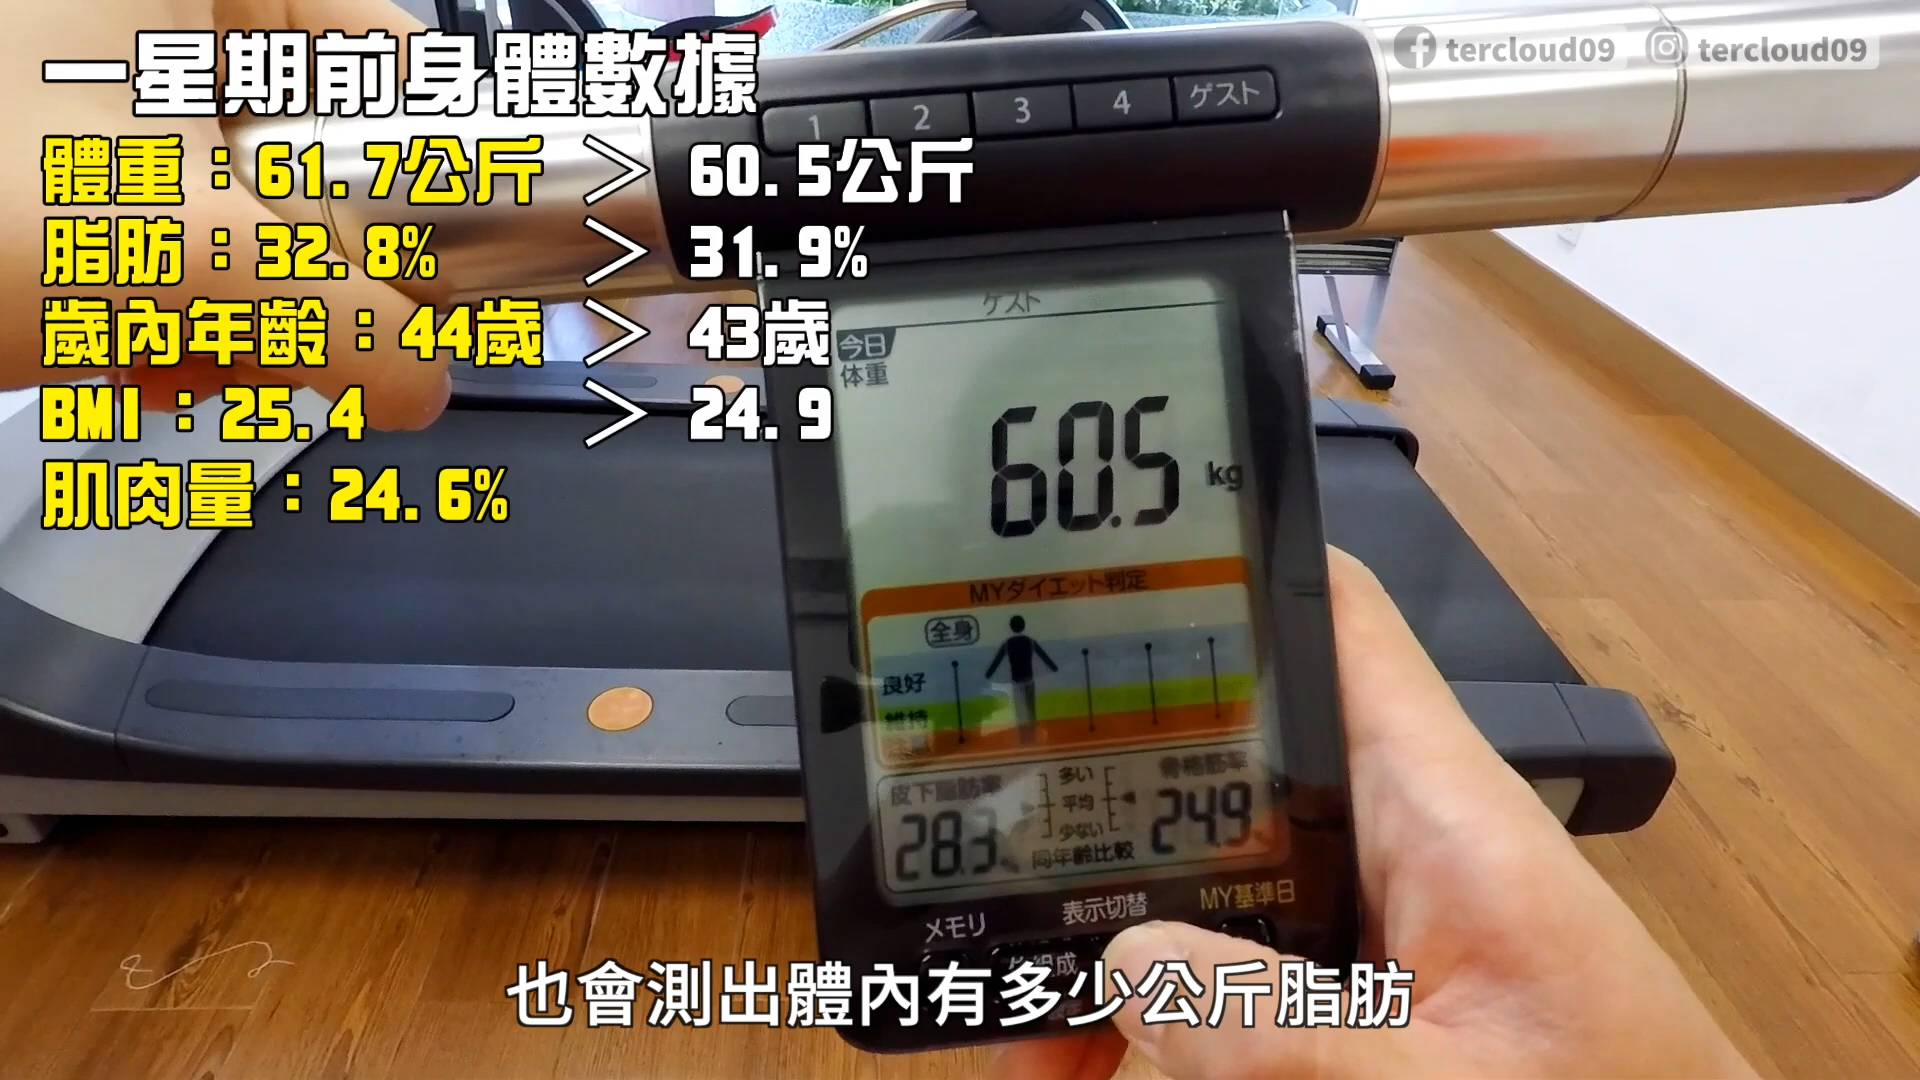 一星期前身體數據
體重：61.7公斤 ＞ 60.5公斤
脂肪：32.8% ＞ 31.9%
歲內年齡：44歲 ＞ 43歲
BMI：25.4 ＞ 24.9
肌肉量：24.6%
tercloud09 tercloud09
1 2 3 4 ゲスト
ゲスト
今日
体重
60.5 kg
MYダイエット判定
全身
良好
維持
皮下脂肪率 多い 骨格筋率
平均
少ない
28.3% 24.9
同年齢比較
メモリ 表示切替 MY基準日
体組成
也會測出體內有多少公斤脂肪